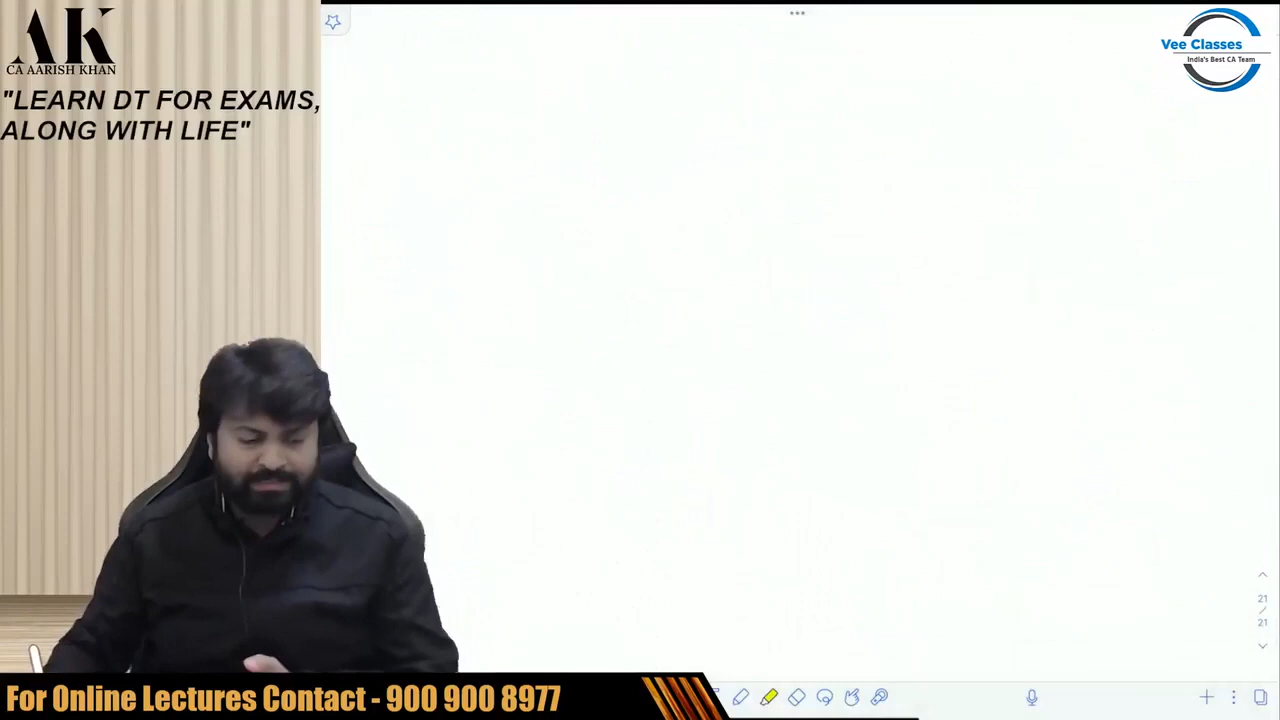 AK
CA AARISH KHAN
"LEARN DT FOR EXAMS,
ALONG WITH LIFE"
Vee Classes
India's Best CA Team
21
/
21
For Online Lectures Contact - 900 900 8977